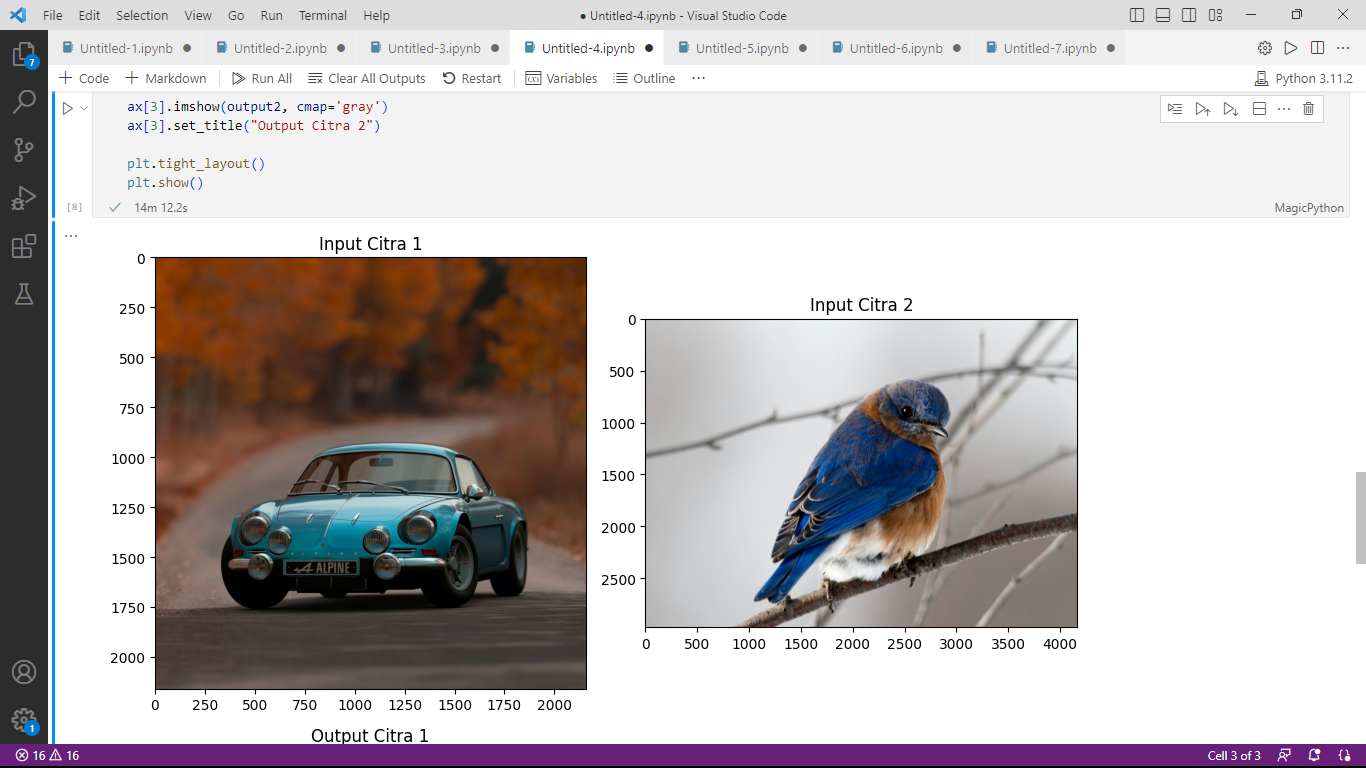 File Edit Selection View Go Run Terminal Help ● Untitled-4.ipynb - Visual Studio Code
Untitled-1.ipynb ● Untitled-2.ipynb ● Untitled-3.ipynb ● Untitled-4.ipynb ● Untitled-5.ipynb ● Untitled-6.ipynb ● Untitled-7.ipynb ●
+ Code + Markdown Run All Clear All Outputs Restart Variables Outline ... Python 3.11.2
7
ax[3].imshow(output2, cmap='gray')
ax[3].set_title("Output Citra 2")
plt.tight_layout()
plt.show()
[8] 14m 12.2s MagicPython
...
Input Citra 1
0
250
500
750
1000
1250
1500
1750
2000
ALPINE
ALPINE
0 250 500 750 1000 1250 1500 1750 2000
Input Citra 2
0
500
1000
1500
2000
2500
0 500 1000 1500 2000 2500 3000 3500 4000
Output Citra 1
1
16 16 Cell 3 of 3